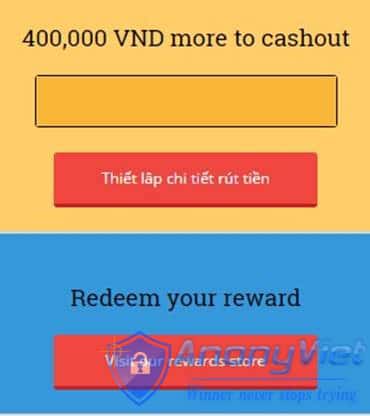 400,000 VND more to cashout
Thiết lập chi tiết rút tiền
Redeem your reward
Visit our rewards store
AnonyViet
Winner never stops trying